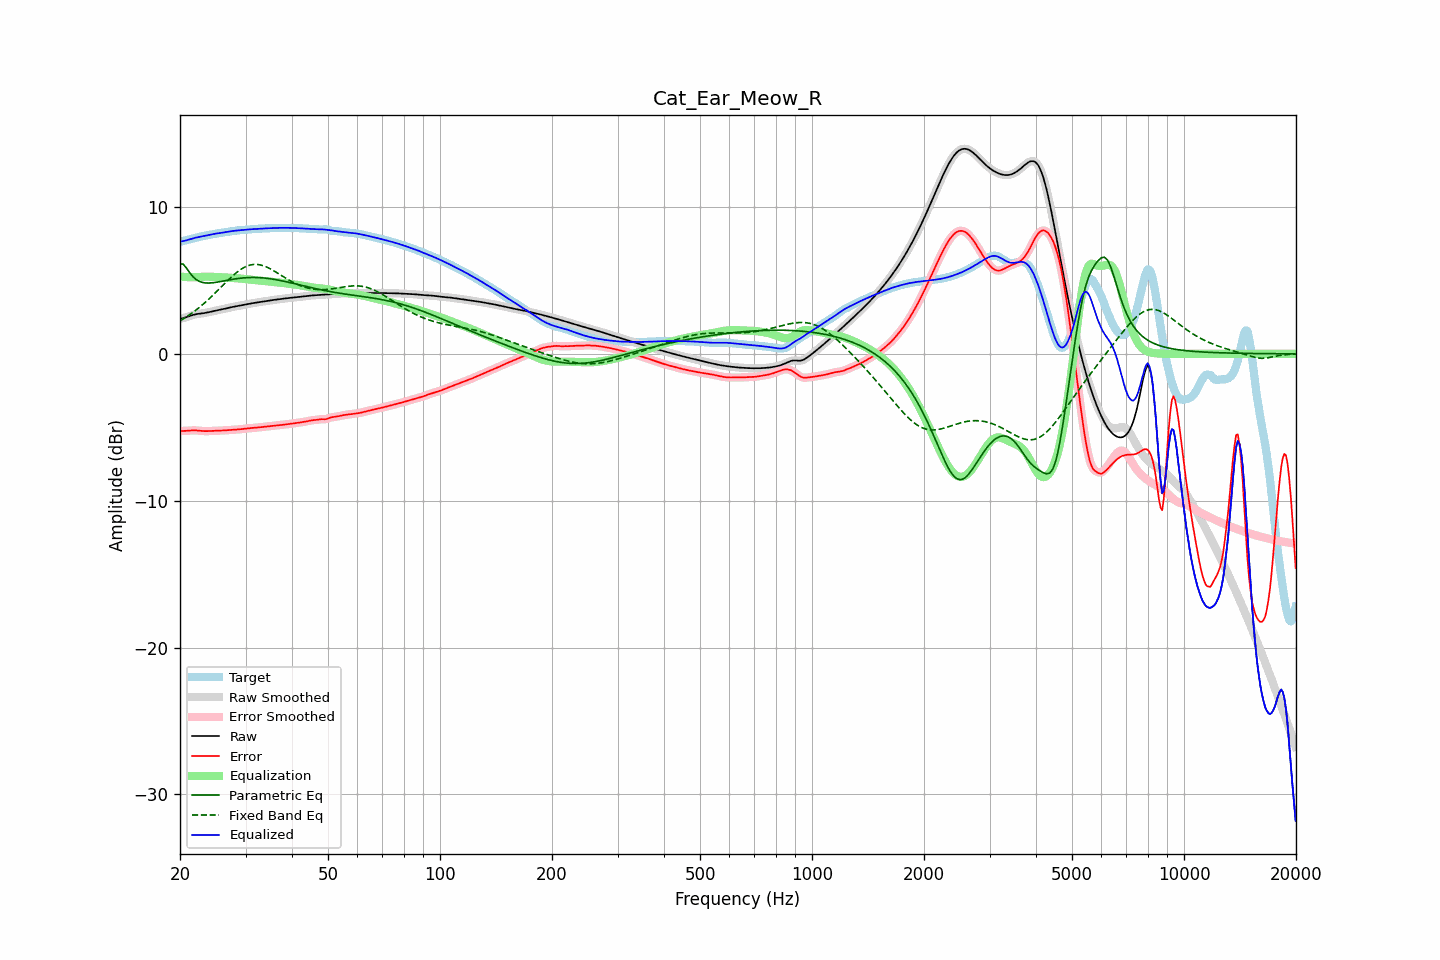 Cat_Ear_Meow_R
Amplitude (dBr)
10
0
−10
−20
−30
Target
Raw Smoothed
Error Smoothed
Raw
Error
Equalization
Parametric Eq
Fixed Band Eq
Equalized
20 50 100 200 500 1000 2000 5000 10000 20000
Frequency (Hz)